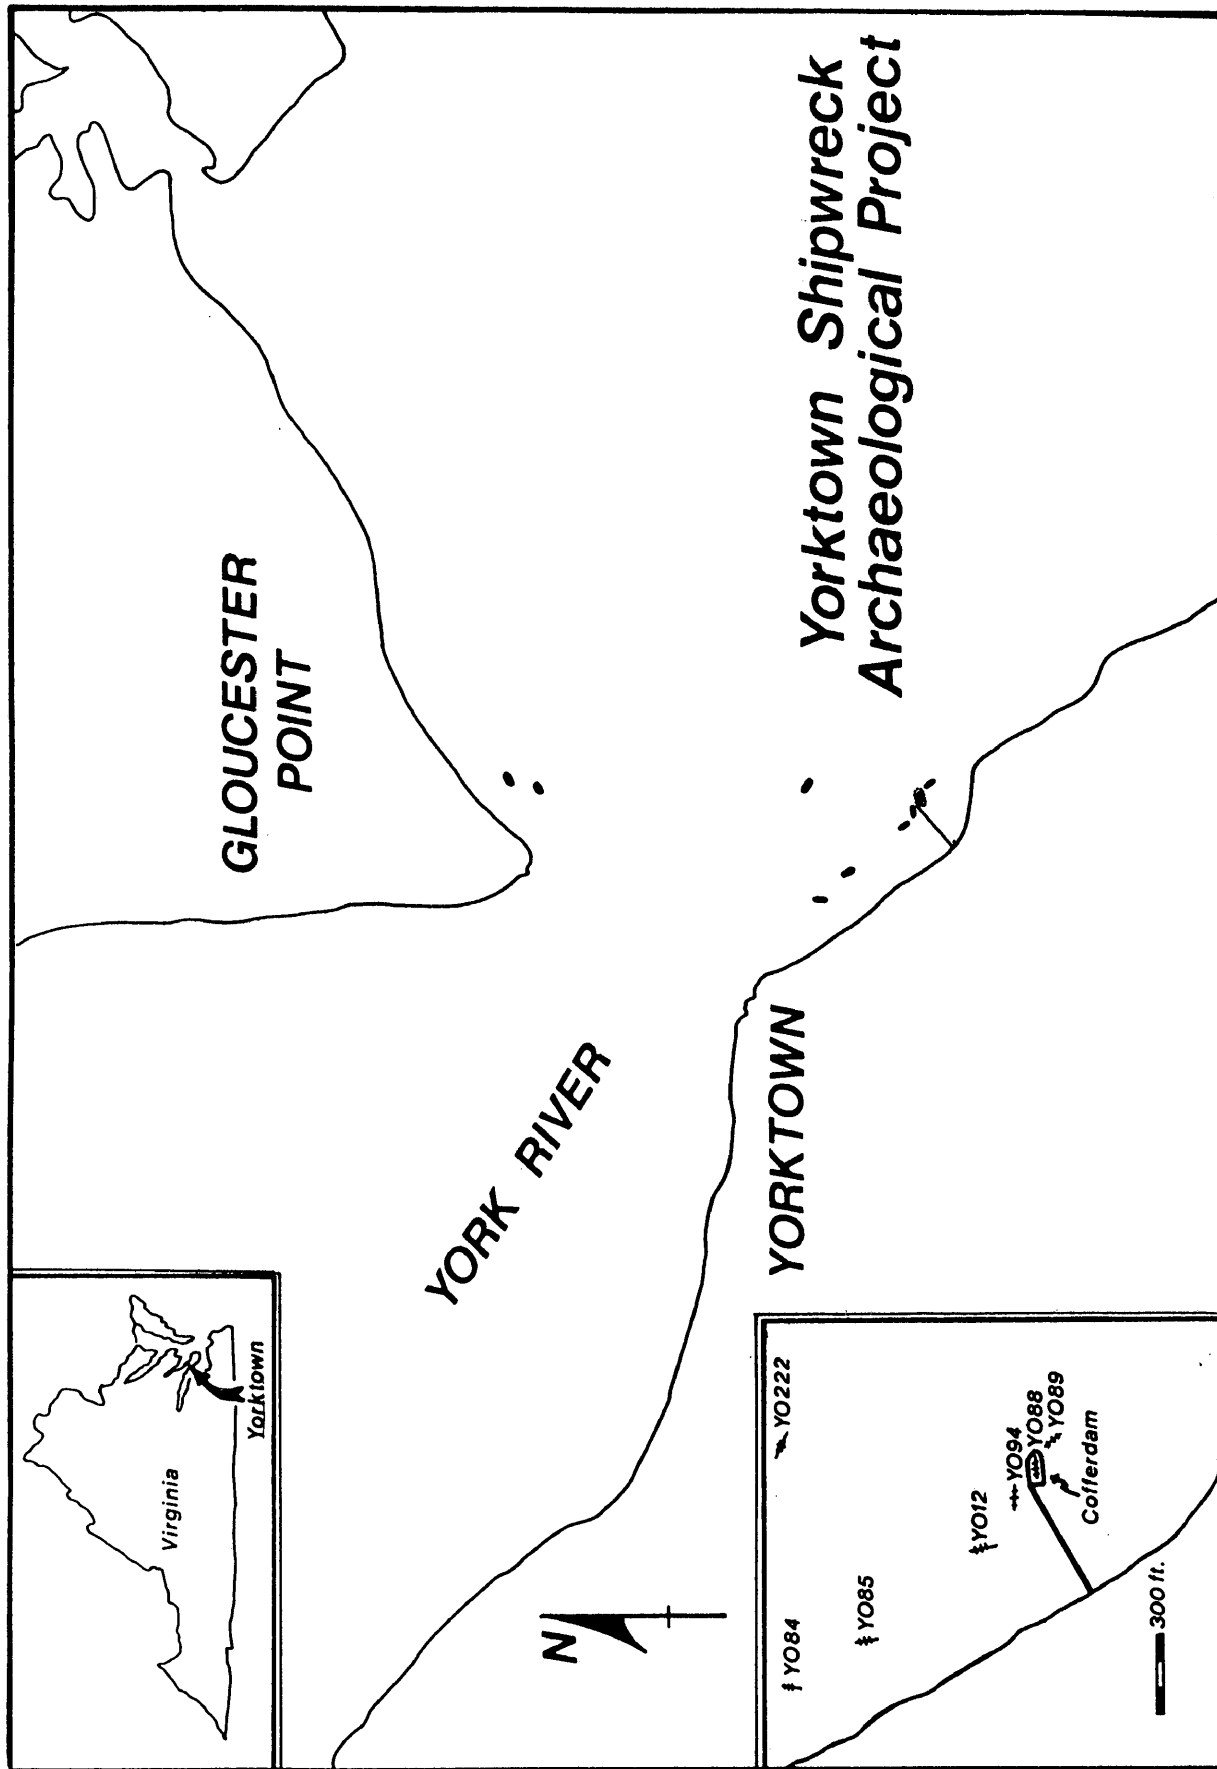 Virginia
Yorktown
GLOUCESTER
POINT
YORK RIVER
N
YORKTOWN
Yorktown Shipwreck
Archaeological Project
YO84
YO85
YO12
YO222
YO94
YO88
YO89
Cofferdam
300 ft.